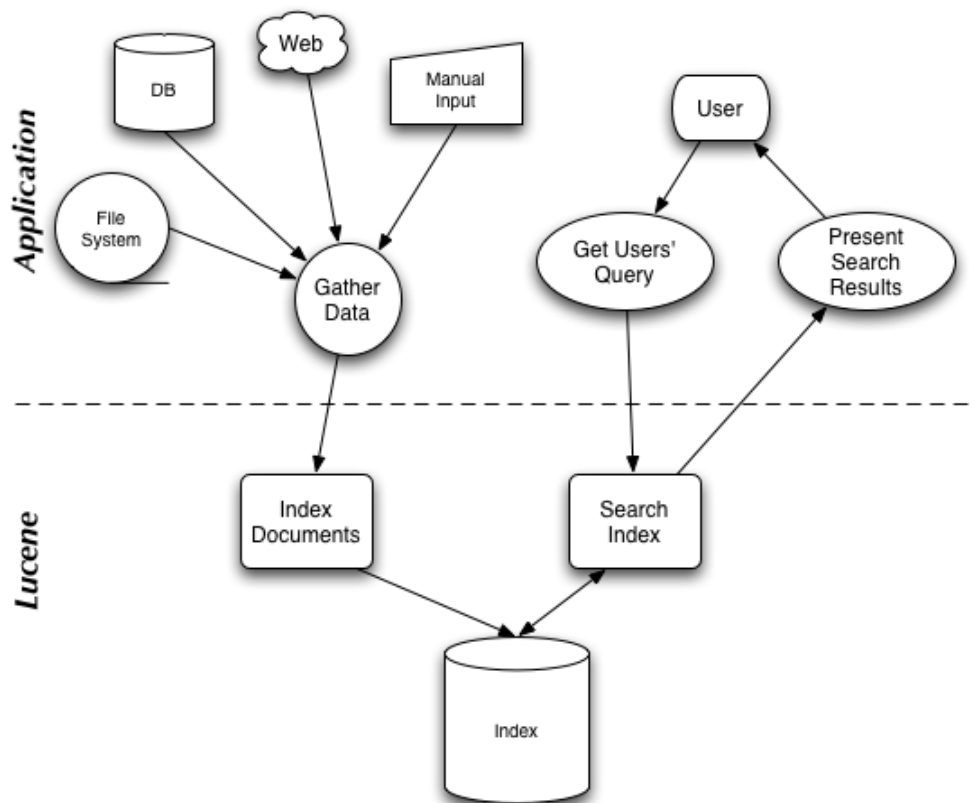 Application
DB
Web
Manual
Input
User
File
System
Gather
Data
Get Users'
Query
Present
Search
Results
Lucene
Index
Documents
Search
Index
Index